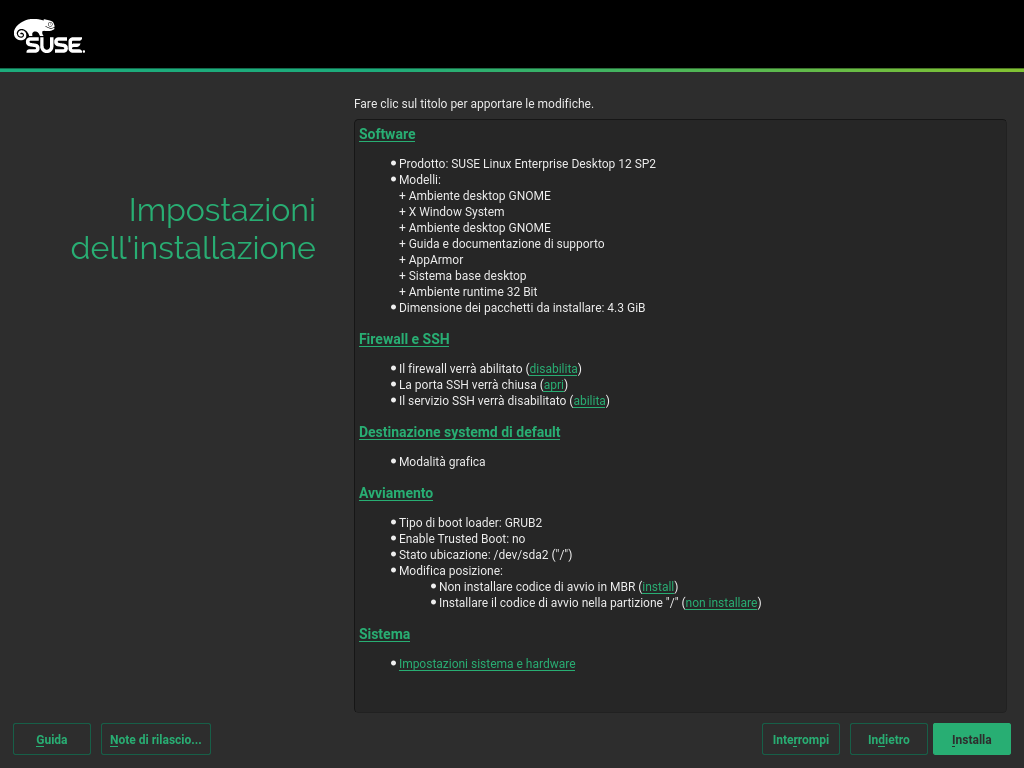 SUSE.
Fare clic sul titolo per apportare le modifiche.
Impostazioni
dell'installazione
Software
Prodotto: SUSE Linux Enterprise Desktop 12 SP2
Modelli:
+ Ambiente desktop GNOME
+ X Window System
+ Ambiente desktop GNOME
+ Guida e documentazione di supporto
+ AppArmor
+ Sistema base desktop
+ Ambiente runtime 32 Bit
Dimensione dei pacchetti da installare: 4.3 GiB
Firewall e SSH
Il firewall verrà abilitato (disabilita)
La porta SSH verrà chiusa (apri)
Il servizio SSH verrà disabilitato (abilita)
Destinazione systemd di default
Modalità grafica
Avviamento
Tipo di boot loader: GRUB2
Enable Trusted Boot: no
Stato ubicazione: /dev/sda2 ("/")
Modifica posizione:
Non installare codice di avvio in MBR (install)
Installare il codice di avvio nella partizione "/" (non installare)
Sistema
Impostazioni sistema e hardware
Guida
Note di rilascio...
Interrompi
Indietro
Installa